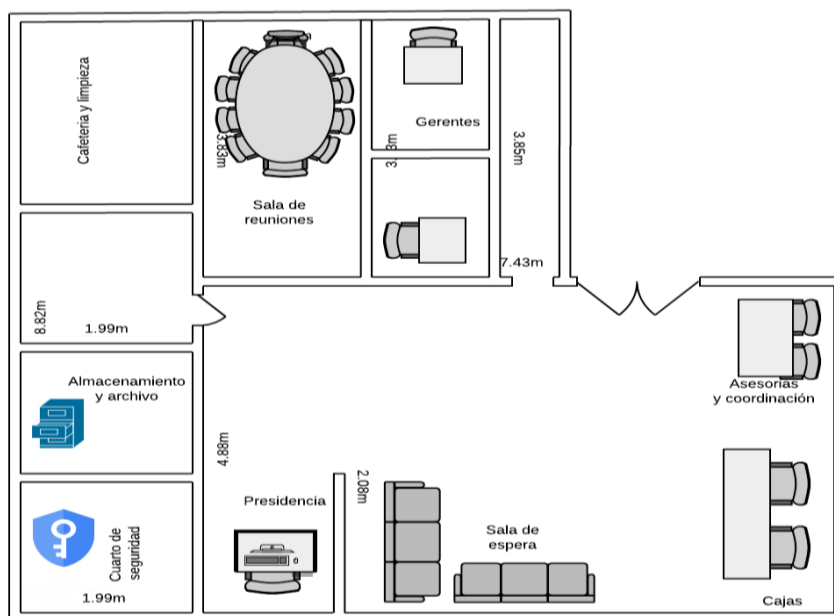 Cafeteria y limpieza
3.83m
Sala de
reuniones
Gerentes
3.85m
7.43m
8.82m
1.99m
Almacenamiento
y archivo
4.88m
2.08m
Asesorias
y coordinación
Presidencia
Sala de
espera
Cuarto de
seguridad
1.99m
Cajas